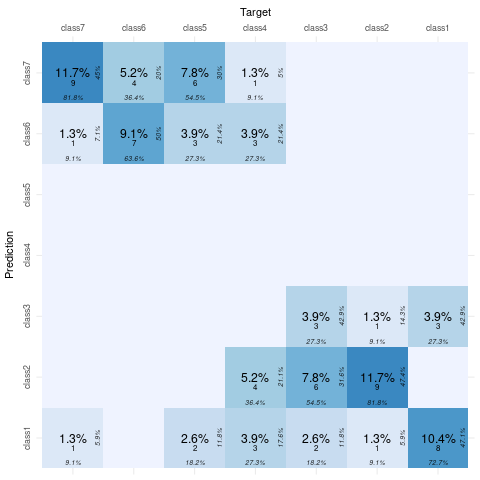 Target
class7 class6 class5 class4 class3 class2 class1
Prediction
class7
11.7% 9 45% 81.8%
5.2% 4 20% 36.4%
7.8% 6 30% 54.5%
1.3% 1 5% 9.1%
class6
1.3% 1 7.1% 9.1%
9.1% 7 50% 63.6%
3.9% 3 21.4% 27.3%
3.9% 3 21.4% 27.3%
class5
class4
class3
3.9% 3 42.9% 27.3%
1.3% 1 14.3% 9.1%
3.9% 3 42.9% 27.3%
class2
5.2% 4 21.1% 36.4%
7.8% 6 31.6% 54.5%
11.7% 9 47.4% 81.8%
class1
1.3% 1 5.9% 9.1%
2.6% 2 11.8% 18.2%
3.9% 3 17.6% 27.3%
2.6% 2 11.8% 18.2%
1.3% 1 5.9% 9.1%
10.4% 8 47.1% 72.7%